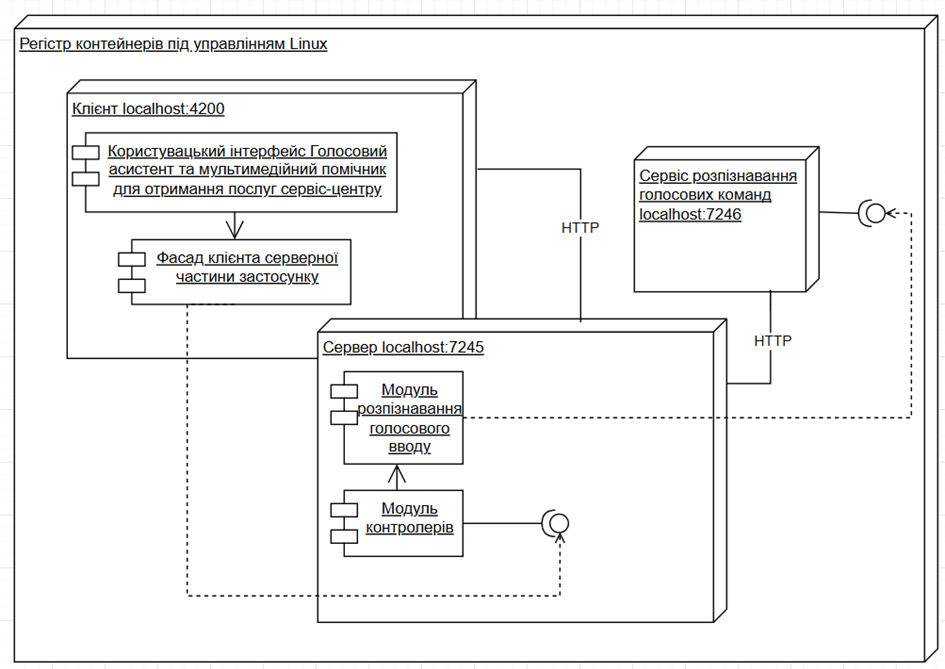 Регістр контейнерів під управлінням Linux
Клієнт localhost:4200
Користувацький інтерфейс Голосовий
асистент та мультимедійний помічник
для отримання послуг сервіс-центру
Фасад клієнта серверної
частини застосунку
HTTP
Сервіс розпізнавання
голосових команд
localhost:7246
HTTP
Сервер localhost:7245
Модуль
розпізнавання
голосового
вводу
Модуль
контролерів